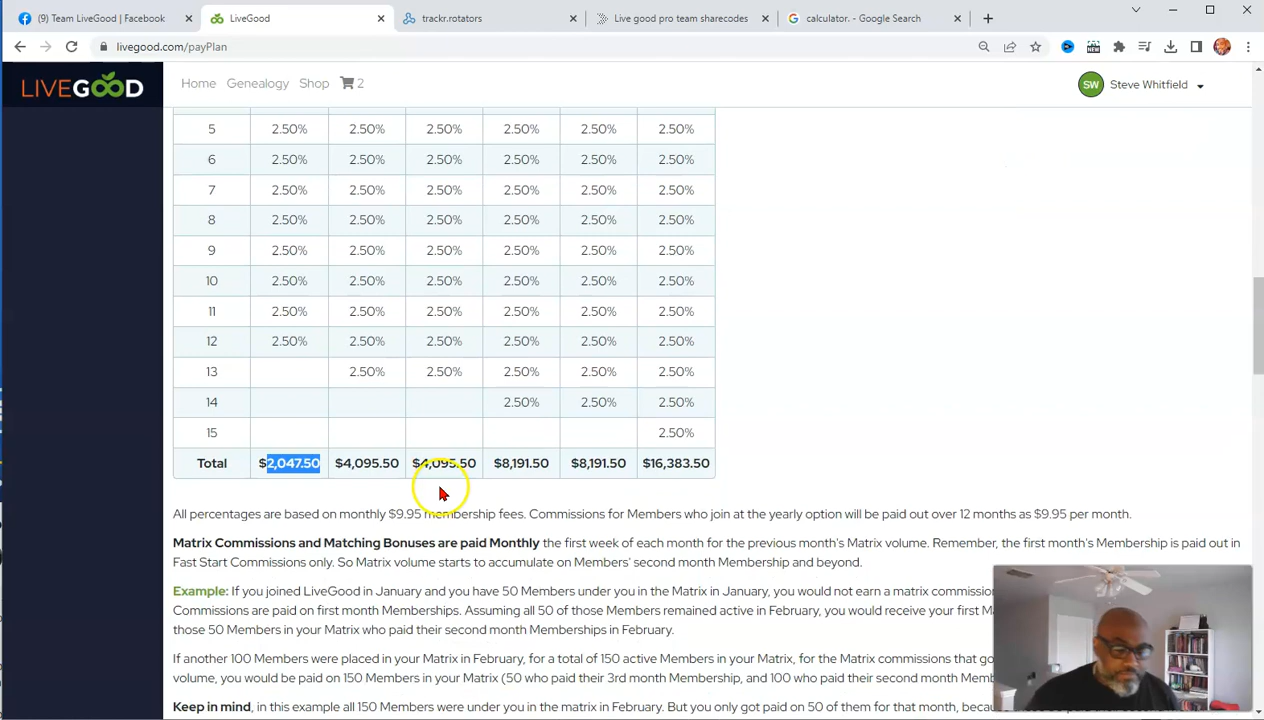 (9) Team LiveGood | Facebook
LiveGood
trackr.rotators
Live good pro team sharecodes
calculator. - Google Search
livegood.com/payPlan
LIVEGOOD
Home
Genealogy
Shop
2
SW
Steve Whitfield
5 2.50% 2.50% 2.50% 2.50% 2.50% 2.50%
6 2.50% 2.50% 2.50% 2.50% 2.50% 2.50%
7 2.50% 2.50% 2.50% 2.50% 2.50% 2.50%
8 2.50% 2.50% 2.50% 2.50% 2.50% 2.50%
9 2.50% 2.50% 2.50% 2.50% 2.50% 2.50%
10 2.50% 2.50% 2.50% 2.50% 2.50% 2.50%
11 2.50% 2.50% 2.50% 2.50% 2.50% 2.50%
12 2.50% 2.50% 2.50% 2.50% 2.50% 2.50%
13 2.50% 2.50% 2.50% 2.50% 2.50%
14 2.50% 2.50% 2.50%
15 2.50%
Total $2,047.50 $4,095.50 $4,095.50 $8,191.50 $8,191.50 $16,383.50
All percentages are based on monthly $9.95 membership fees. Commissions for Members who join at the yearly option will be paid out over 12 months as $9.95 per month.
Matrix Commissions and Matching Bonuses are paid Monthly the first week of each month for the previous month's Matrix volume. Remember, the first month's Membership is paid out in
Fast Start Commissions only. So Matrix volume starts to accumulate on Members' second month Membership and beyond.
Example: If you joined LiveGood in January and you have 50 Members under you in the Matrix in January, you would not earn a matrix commission
Commissions are paid on first month Memberships. Assuming all 50 of those Members remained active in February, you would receive your first
those 50 Members in your Matrix who paid their second month Memberships in February.
If another 100 Members were placed in your Matrix in February, for a total of 150 active Members in your Matrix, for the Matrix commissions that
volume, you would be paid on 150 Members in your Matrix (50 who paid their 3rd month Membership, and 100 who paid their second month
Keep in mind, in this example all 150 Members were under you in the matrix in February. But you only got paid on 50 of them for that month,